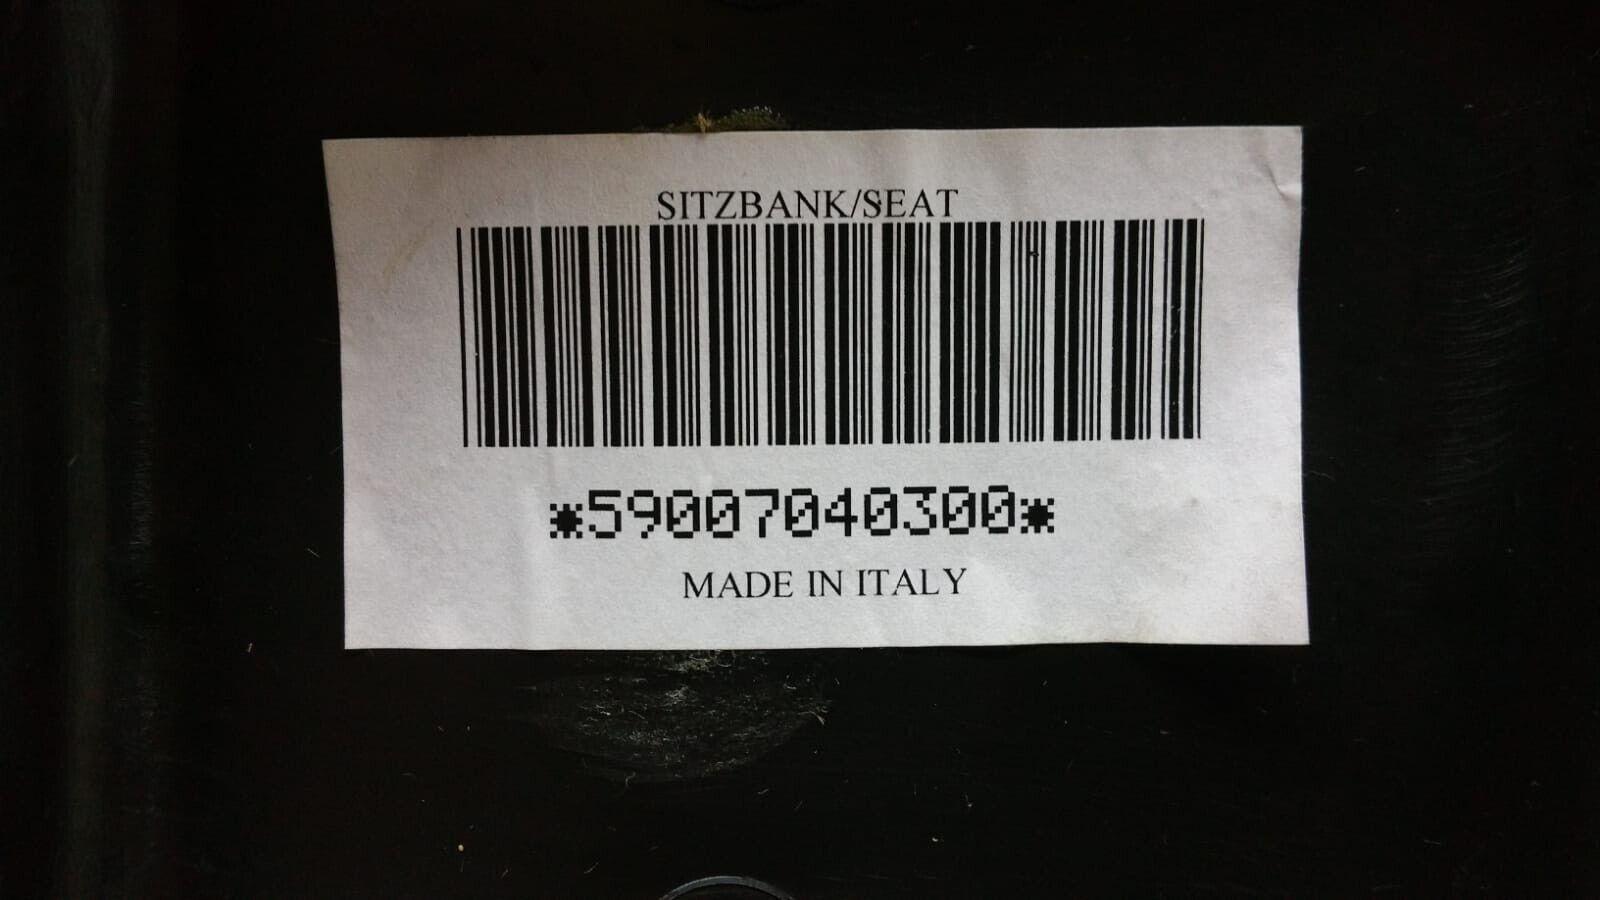 SITZBANK/SEAT
*59007040300*
MADE IN ITALY